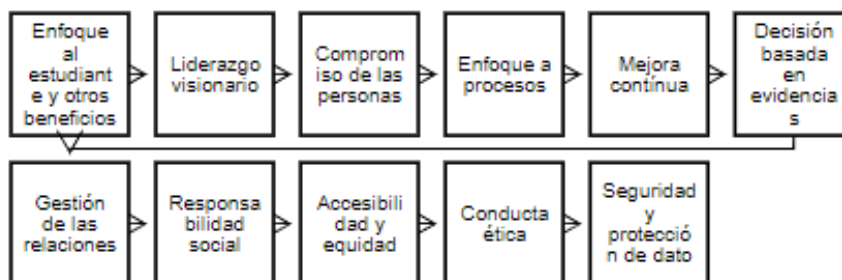 Enfoque
al
estudiant
e y otros
beneficios
Liderazgo
visionario
Comprom
iso de las
personas
Enfoque a
procesos
Mejora
contínua
Decisión
basada
en
evidencia
s
Gestión
de las
relaciones
Responsa
bilidad
social
Accesibili
dad y
equidad
Conducta
ética
Seguridad
y
protecció
n de dato